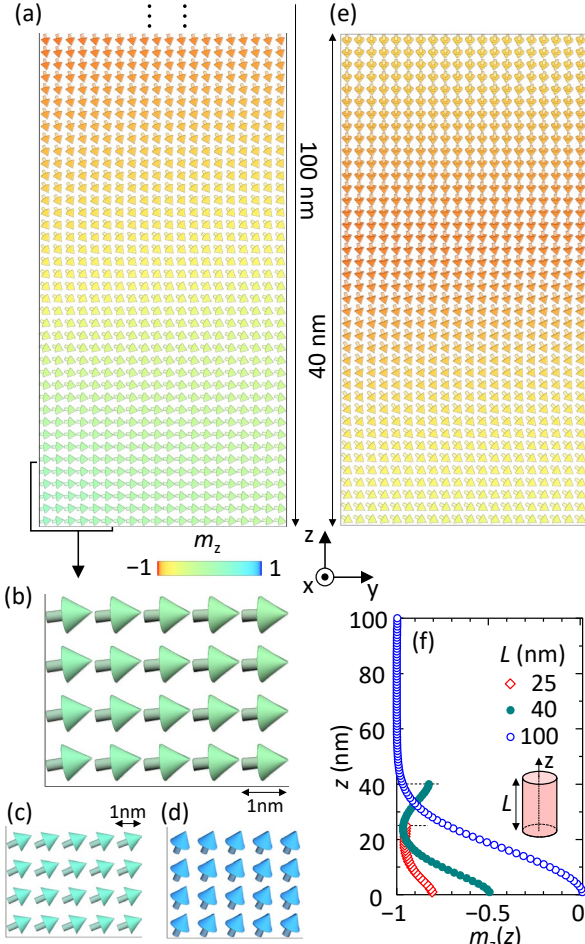 (a)
(e)
100 nm
40 nm
m_z
−1
1
z
x
y
(b)
1nm
(c)
1nm
(d)
(f)
L (nm)
25
40
100
z
L
100
80
60
40
20
0
z (nm)
−1
−0.5
0
m_z(z)